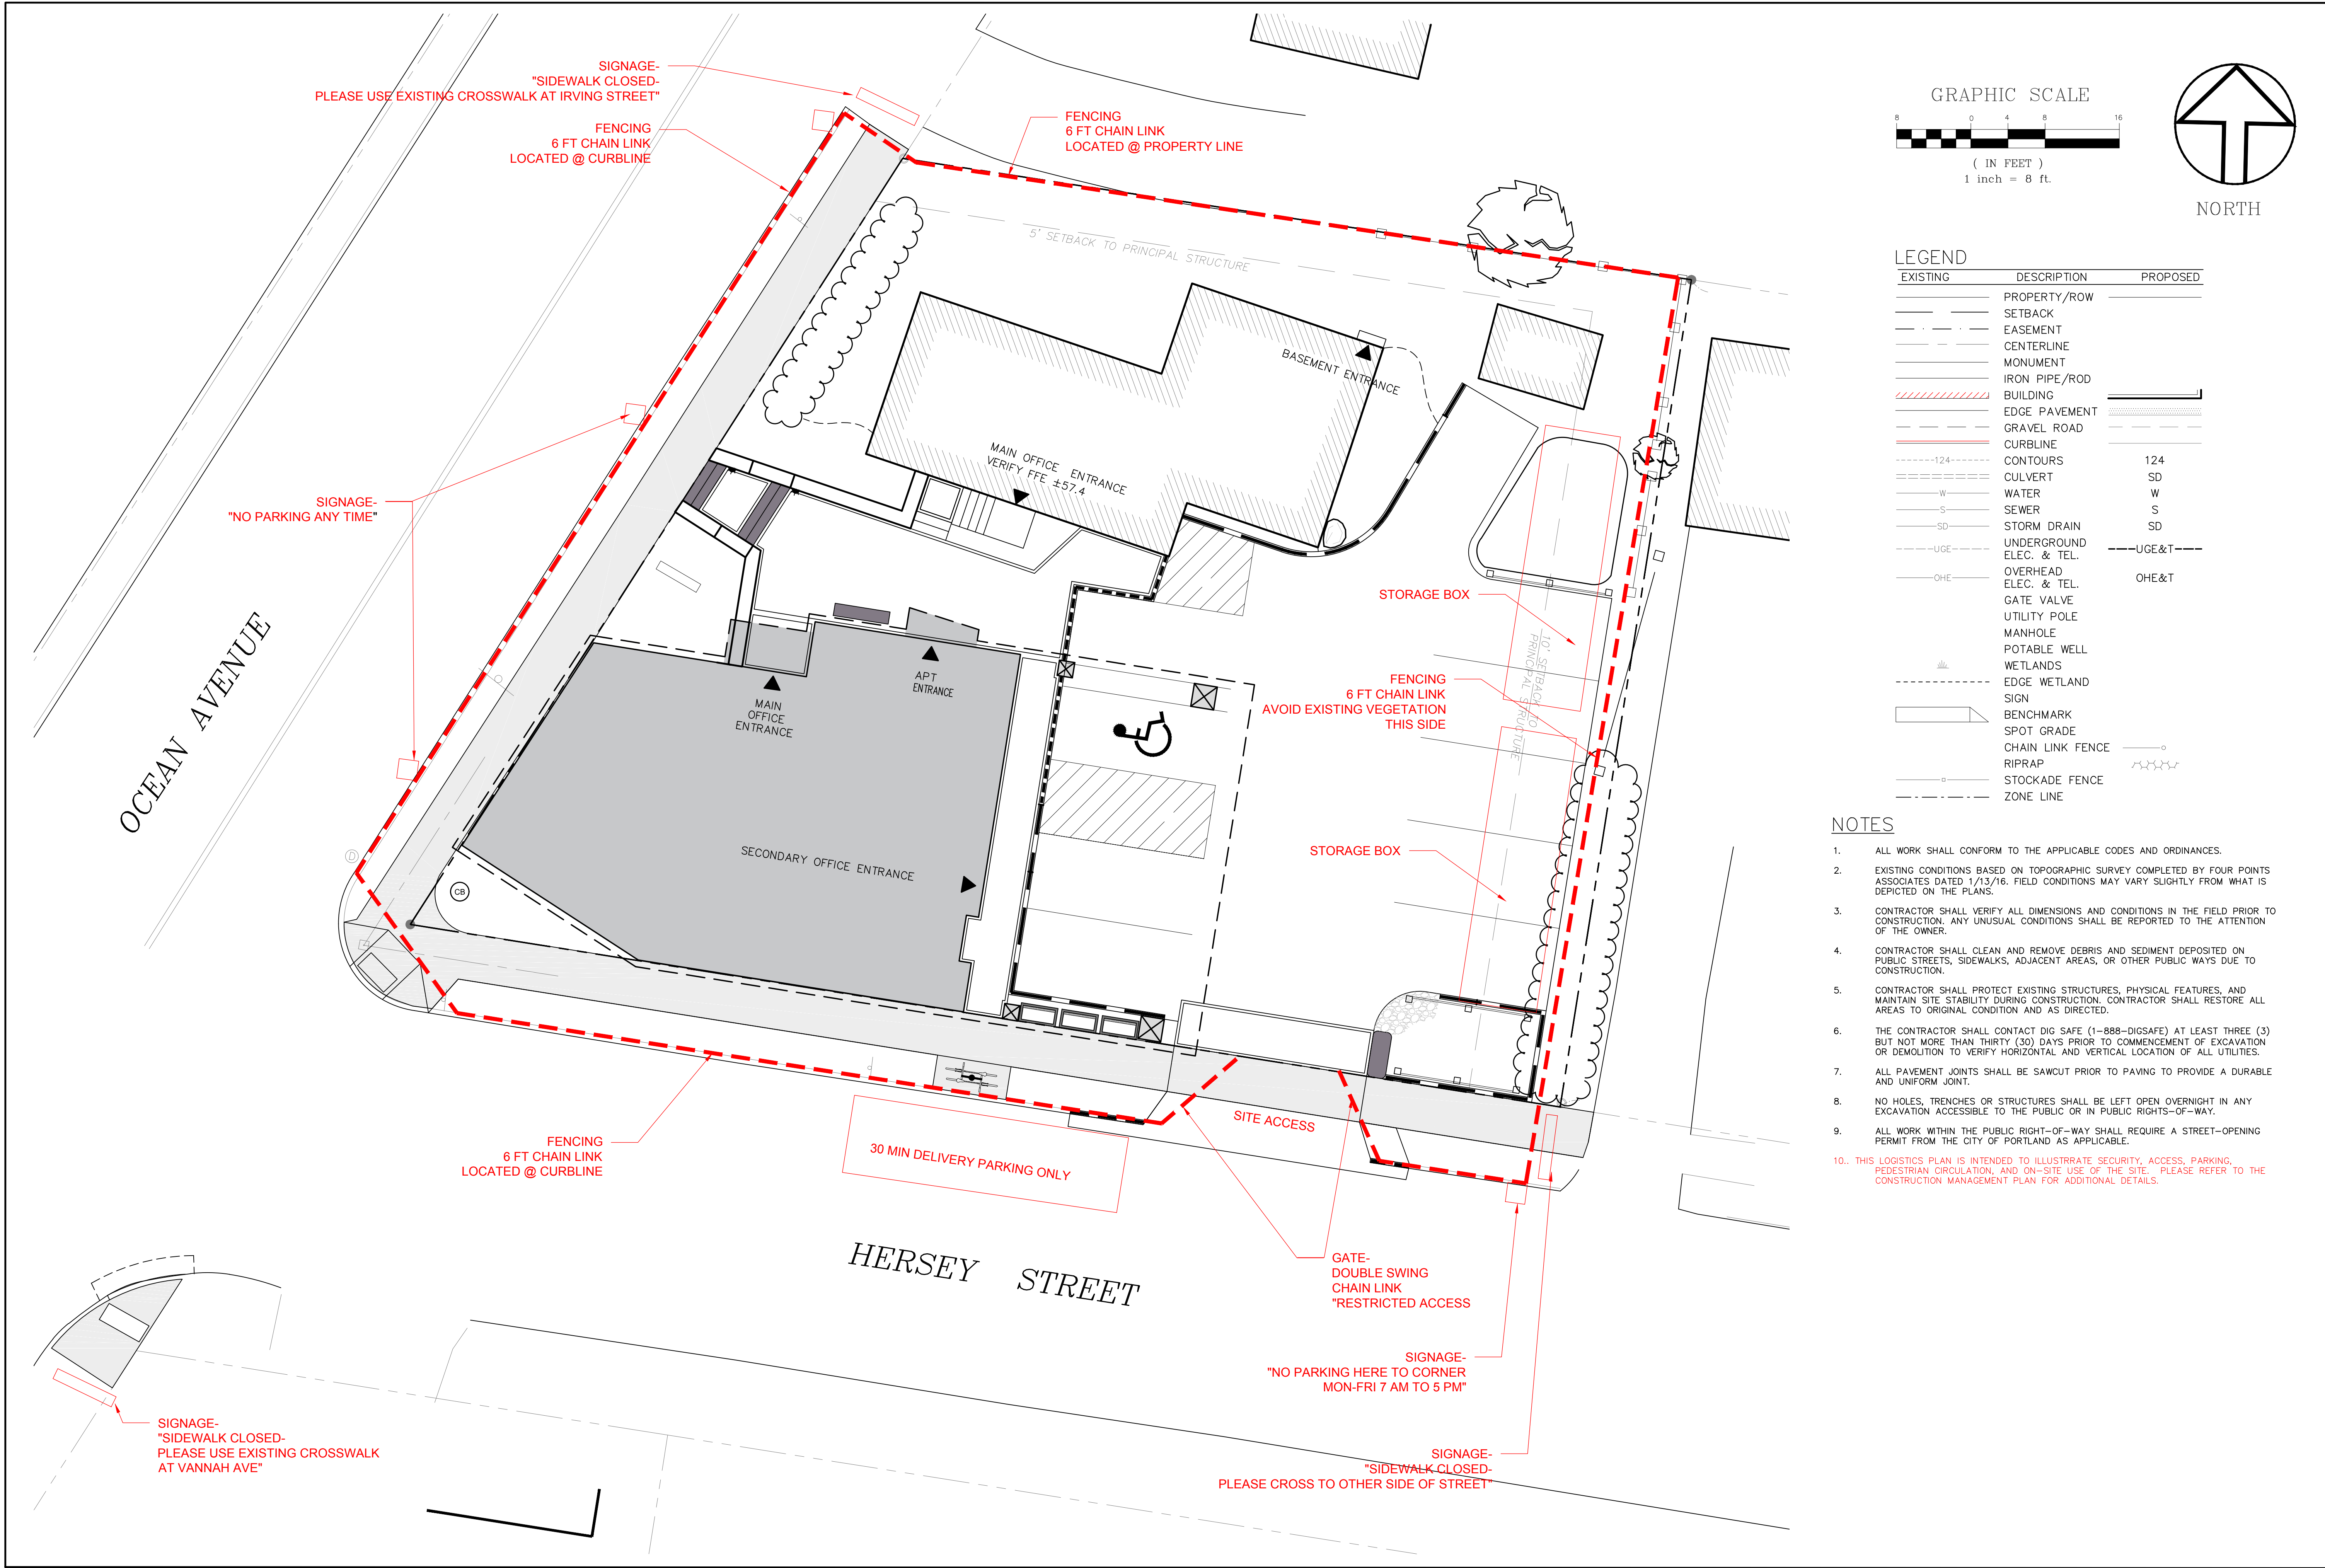 SIGNAGE-
"SIDEWALK CLOSED-
PLEASE USE EXISTING CROSSWALK AT IRVING STREET"
FENCING
6 FT CHAIN LINK
LOCATED @ CURBLINE
FENCING
6 FT CHAIN LINK
LOCATED @ PROPERTY LINE
5' SETBACK TO PRINCIPAL STRUCTURE
BASEMENT ENTRANCE
MAIN OFFICE ENTRANCE
VERIFY FFE ±57.4
SIGNAGE-
"NO PARKING ANY TIME"
OCEAN AVENUE
STORAGE BOX
10' SETBACK TO
PRINCIPAL STRUCTURE
FENCING
6 FT CHAIN LINK
AVOID EXISTING VEGETATION
THIS SIDE
APT
ENTRANCE
MAIN
OFFICE
ENTRANCE
SECONDARY OFFICE ENTRANCE
STORAGE BOX
D
CB
FENCING
6 FT CHAIN LINK
LOCATED @ CURBLINE
30 MIN DELIVERY PARKING ONLY
SITE ACCESS
HERSEY STREET
GATE-
DOUBLE SWING
CHAIN LINK
"RESTRICTED ACCESS
SIGNAGE-
"NO PARKING HERE TO CORNER
MON-FRI 7 AM TO 5 PM"
SIGNAGE-
"SIDEWALK CLOSED-
PLEASE CROSS TO OTHER SIDE OF STREET"
SIGNAGE-
"SIDEWALK CLOSED-
PLEASE USE EXISTING CROSSWALK
AT VANNAH AVE"
GRAPHIC SCALE
8 0 4 8 16
( IN FEET )
1 inch = 8 ft.
NORTH
LEGEND
EXISTING DESCRIPTION PROPOSED
PROPERTY/ROW
SETBACK
EASEMENT
CENTERLINE
MONUMENT
IRON PIPE/ROD
BUILDING
EDGE PAVEMENT
GRAVEL ROAD
CURBLINE
124 CONTOURS 124
CULVERT SD
W WATER W
S SEWER S
SD STORM DRAIN SD
UGE UNDERGROUND
ELEC. & TEL. UGE&T
OHE OVERHEAD
ELEC. & TEL. OHE&T
GATE VALVE
UTILITY POLE
MANHOLE
POTABLE WELL
WETLANDS
EDGE WETLAND
SIGN
BENCHMARK
SPOT GRADE
CHAIN LINK FENCE
RIPRAP
STOCKADE FENCE
ZONE LINE
NOTES
1. ALL WORK SHALL CONFORM TO THE APPLICABLE CODES AND ORDINANCES.
2. EXISTING CONDITIONS BASED ON TOPOGRAPHIC SURVEY COMPLETED BY FOUR POINTS
ASSOCIATES DATED 1/13/16. FIELD CONDITIONS MAY VARY SLIGHTLY FROM WHAT IS
DEPICTED ON THE PLANS.
3. CONTRACTOR SHALL VERIFY ALL DIMENSIONS AND CONDITIONS IN THE FIELD PRIOR TO
CONSTRUCTION. ANY UNUSUAL CONDITIONS SHALL BE REPORTED TO THE ATTENTION
OF THE OWNER.
4. CONTRACTOR SHALL CLEAN AND REMOVE DEBRIS AND SEDIMENT DEPOSITED ON
PUBLIC STREETS, SIDEWALKS, ADJACENT AREAS, OR OTHER PUBLIC WAYS DUE TO
CONSTRUCTION.
5. CONTRACTOR SHALL PROTECT EXISTING STRUCTURES, PHYSICAL FEATURES, AND
MAINTAIN SITE STABILITY DURING CONSTRUCTION. CONTRACTOR SHALL RESTORE ALL
AREAS TO ORIGINAL CONDITION AND AS DIRECTED.
6. THE CONTRACTOR SHALL CONTACT DIG SAFE (1-888-DIGSAFE) AT LEAST THREE (3)
BUT NOT MORE THAN THIRTY (30) DAYS PRIOR TO COMMENCEMENT OF EXCAVATION
OR DEMOLITION TO VERIFY HORIZONTAL AND VERTICAL LOCATION OF ALL UTILITIES.
7. ALL PAVEMENT JOINTS SHALL BE SAWCUT PRIOR TO PAVING TO PROVIDE A DURABLE
AND UNIFORM JOINT.
8. NO HOLES, TRENCHES OR STRUCTURES SHALL BE LEFT OPEN OVERNIGHT IN ANY
EXCAVATION ACCESSIBLE TO THE PUBLIC OR IN PUBLIC RIGHTS-OF-WAY.
9. ALL WORK WITHIN THE PUBLIC RIGHT-OF-WAY SHALL REQUIRE A STREET-OPENING
PERMIT FROM THE CITY OF PORTLAND AS APPLICABLE.
10.. THIS LOGISTICS PLAN IS INTENDED TO ILLUSTRRATE SECURITY, ACCESS, PARKING,
PEDESTRIAN CIRCULATION, AND ON-SITE USE OF THE SITE. PLEASE REFER TO THE
CONSTRUCTION MANAGEMENT PLAN FOR ADDITIONAL DETAILS.